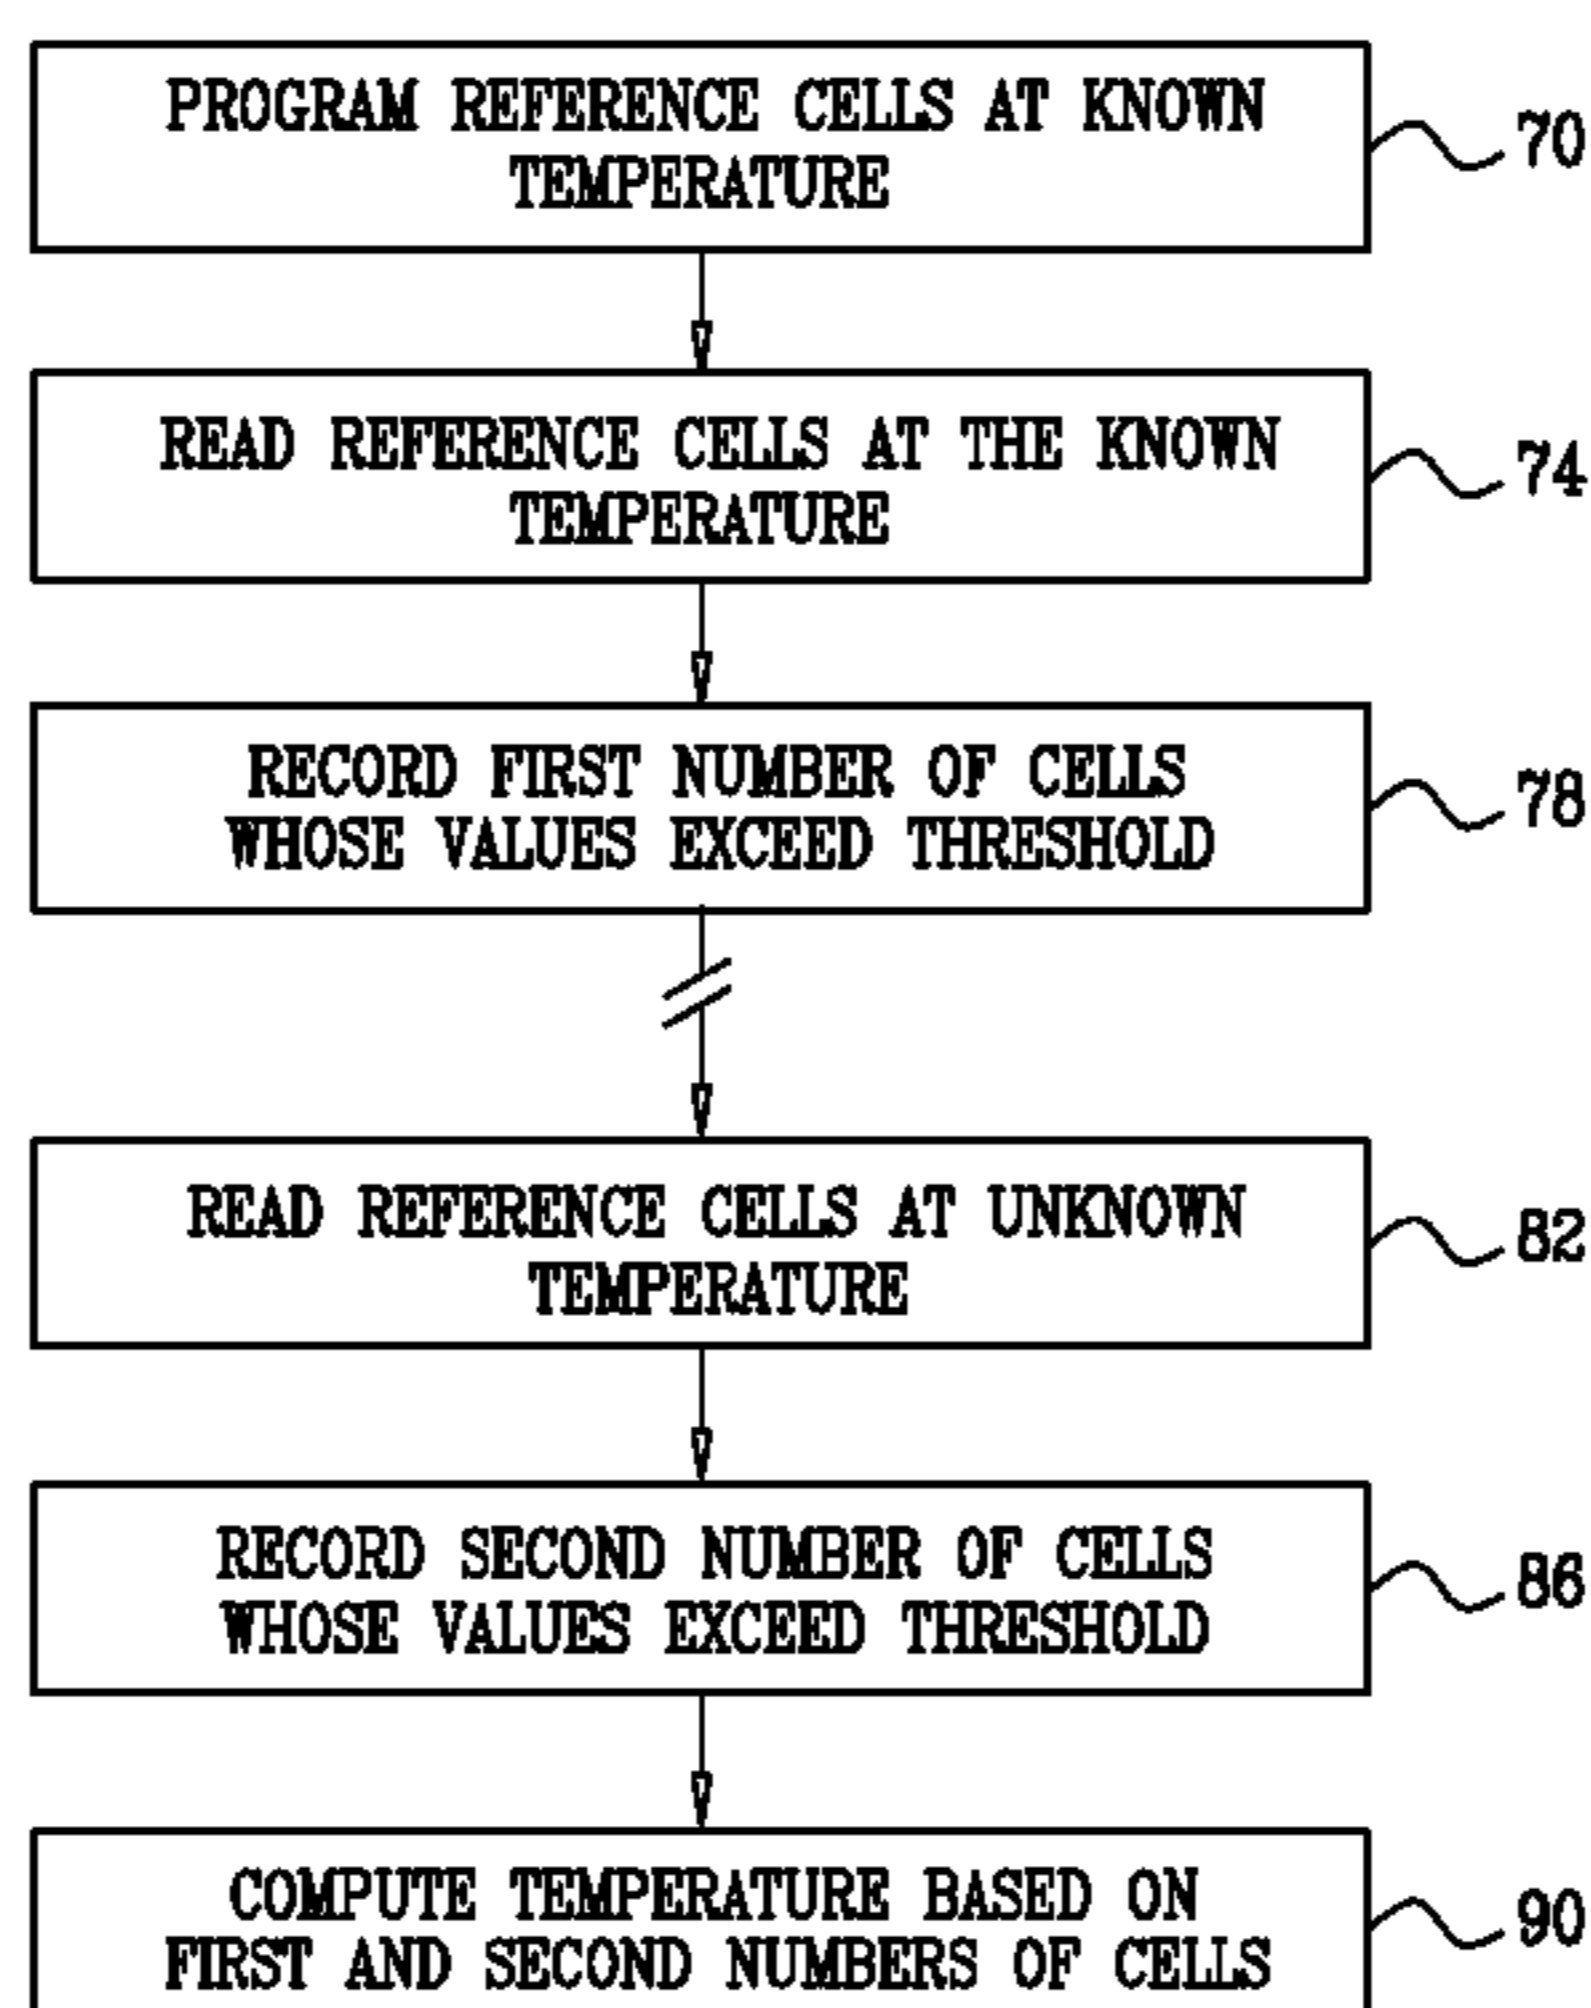 PROGRAM REFERENCE CELLS AT KNOWN
TEMPERATURE
70
READ REFERENCE CELLS AT THE KNOWN
TEMPERATURE
74
RECORD FIRST NUMBER OF CELLS
WHOSE VALUES EXCEED THRESHOLD
78
READ REFERENCE CELLS AT UNKNOWN
TEMPERATURE
82
RECORD SECOND NUMBER OF CELLS
WHOSE VALUES EXCEED THRESHOLD
86
COMPUTE TEMPERATURE BASED ON
FIRST AND SECOND NUMBERS OF CELLS
90